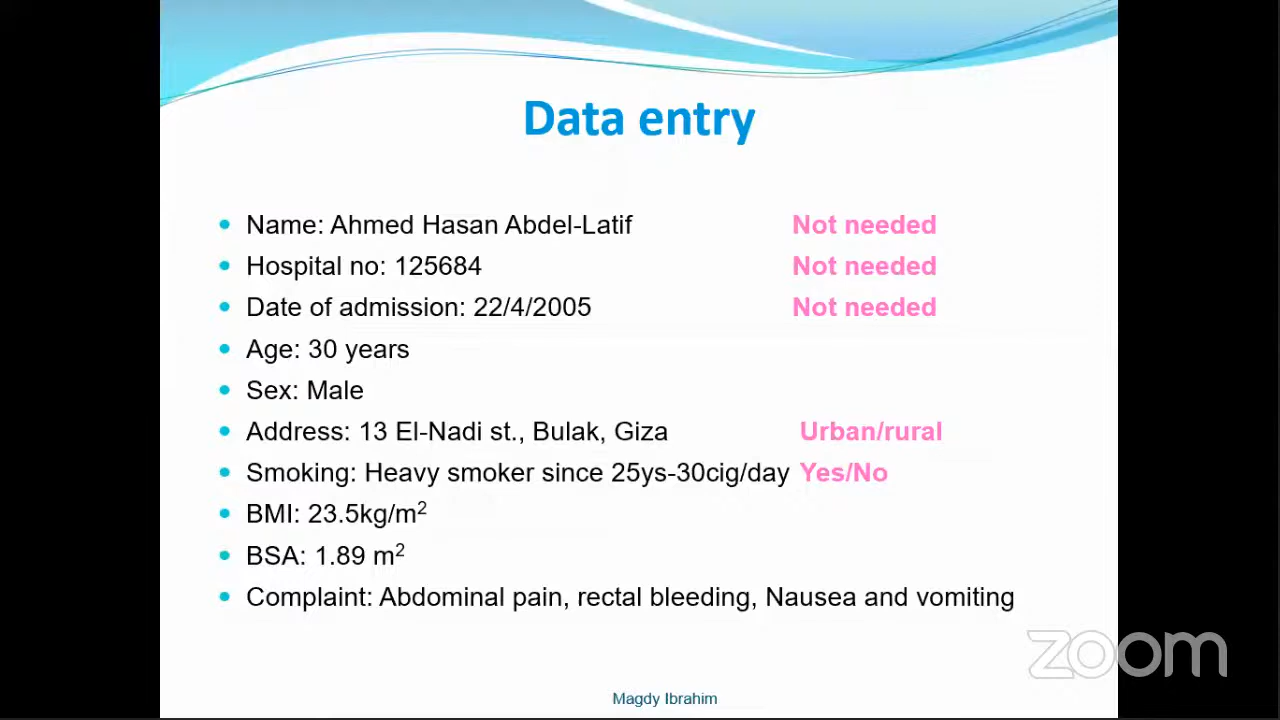 Data entry
Name: Ahmed Hasan Abdel-Latif Not needed
Hospital no: 125684 Not needed
Date of admission: 22/4/2005 Not needed
Age: 30 years
Sex: Male
Address: 13 El-Nadi st., Bulak, Giza Urban/rural
Smoking: Heavy smoker since 25ys-30cig/day Yes/No
BMI: 23.5kg/m²
BSA: 1.89 m²
Complaint: Abdominal pain, rectal bleeding, Nausea and vomiting
zoom
Magdy Ibrahim